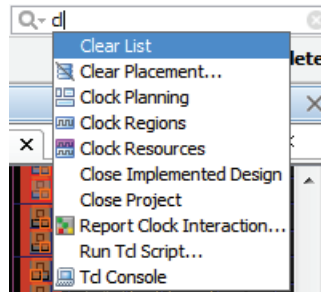 cl
Clear List
lete
Clear Placement...
Clock Planning
Clock Regions
Clock Resources
Close Implemented Design
Close Project
Report Clock Interaction...
Run Tcl Script...
Tcl Console